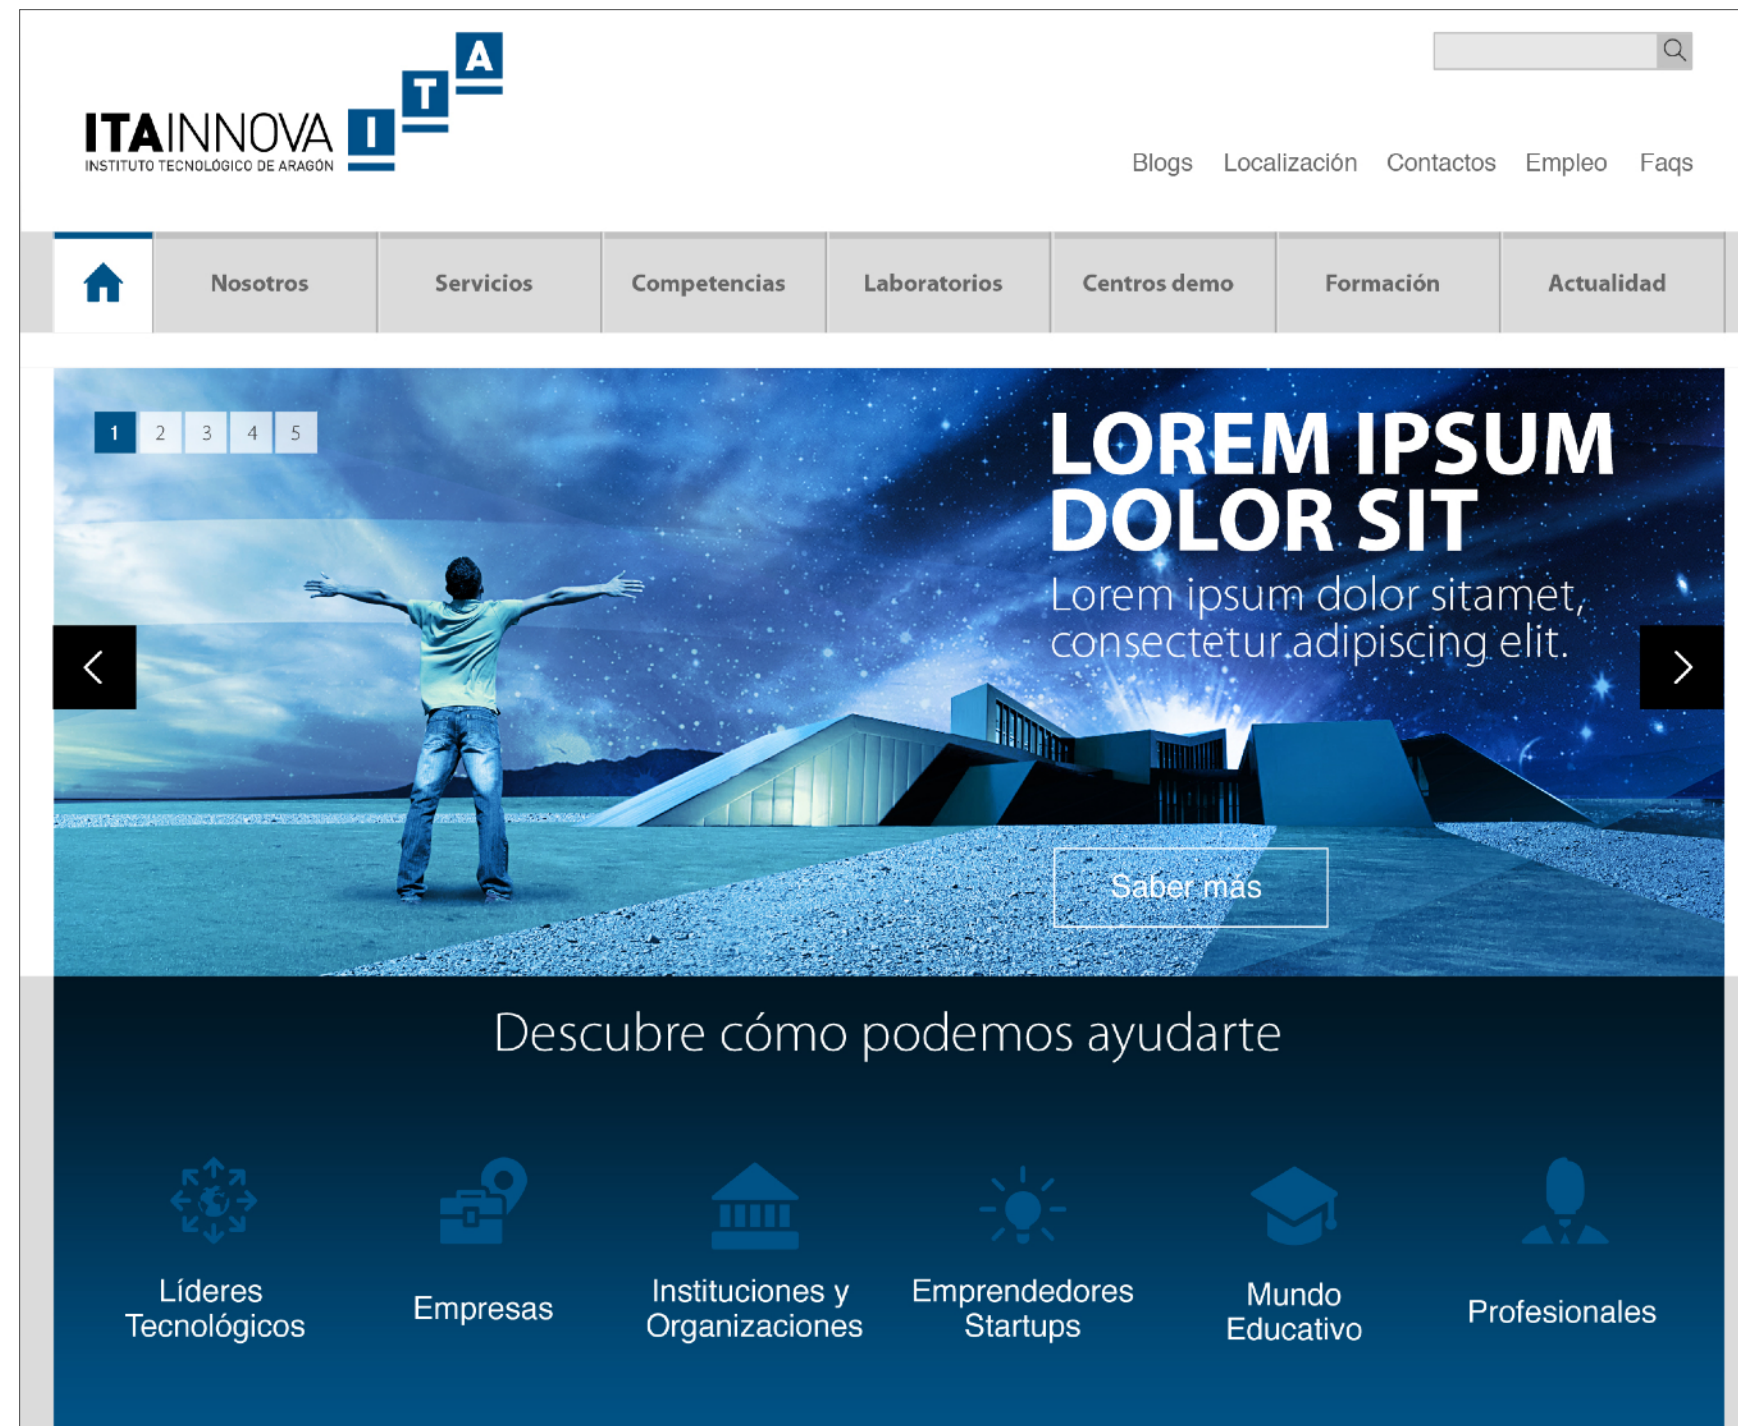 A
T
I
ITAINNOVA
INSTITUTO TECNOLÓGICO DE ARAGÓN
Blogs Localización Contactos Empleo Faqs
Nosotros Servicios Competencias Laboratorios Centros demo Formación Actualidad
1 2 3 4 5
LOREM IPSUM
DOLOR SIT
Lorem ipsum dolor sitamet,
consectetur adipiscing elit.
Saber más
Descubre cómo podemos ayudarte
Líderes
Tecnológicos
Empresas
Instituciones y
Organizaciones
Emprendedores
Startups
Mundo
Educativo
Profesionales